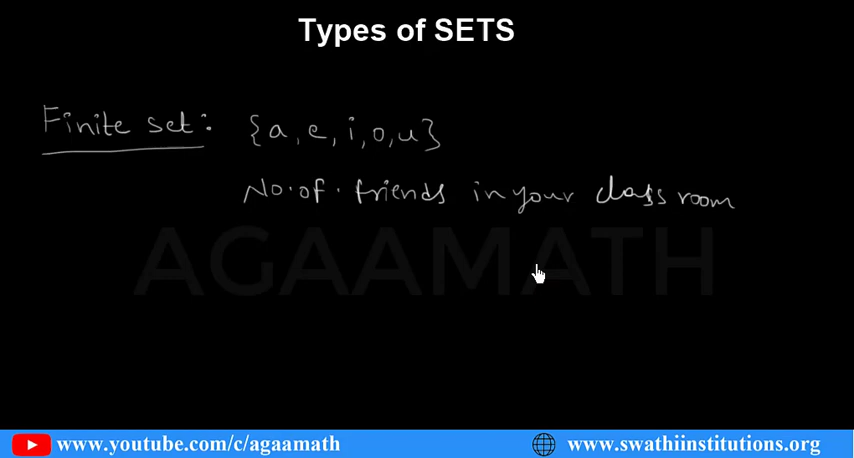 Types of SETS
Finite set: {a, e, i, o, u}
No. of. friends in your class room
AGAAMATH
www.youtube.com/c/agaamath
www.swathiinstitutions.org